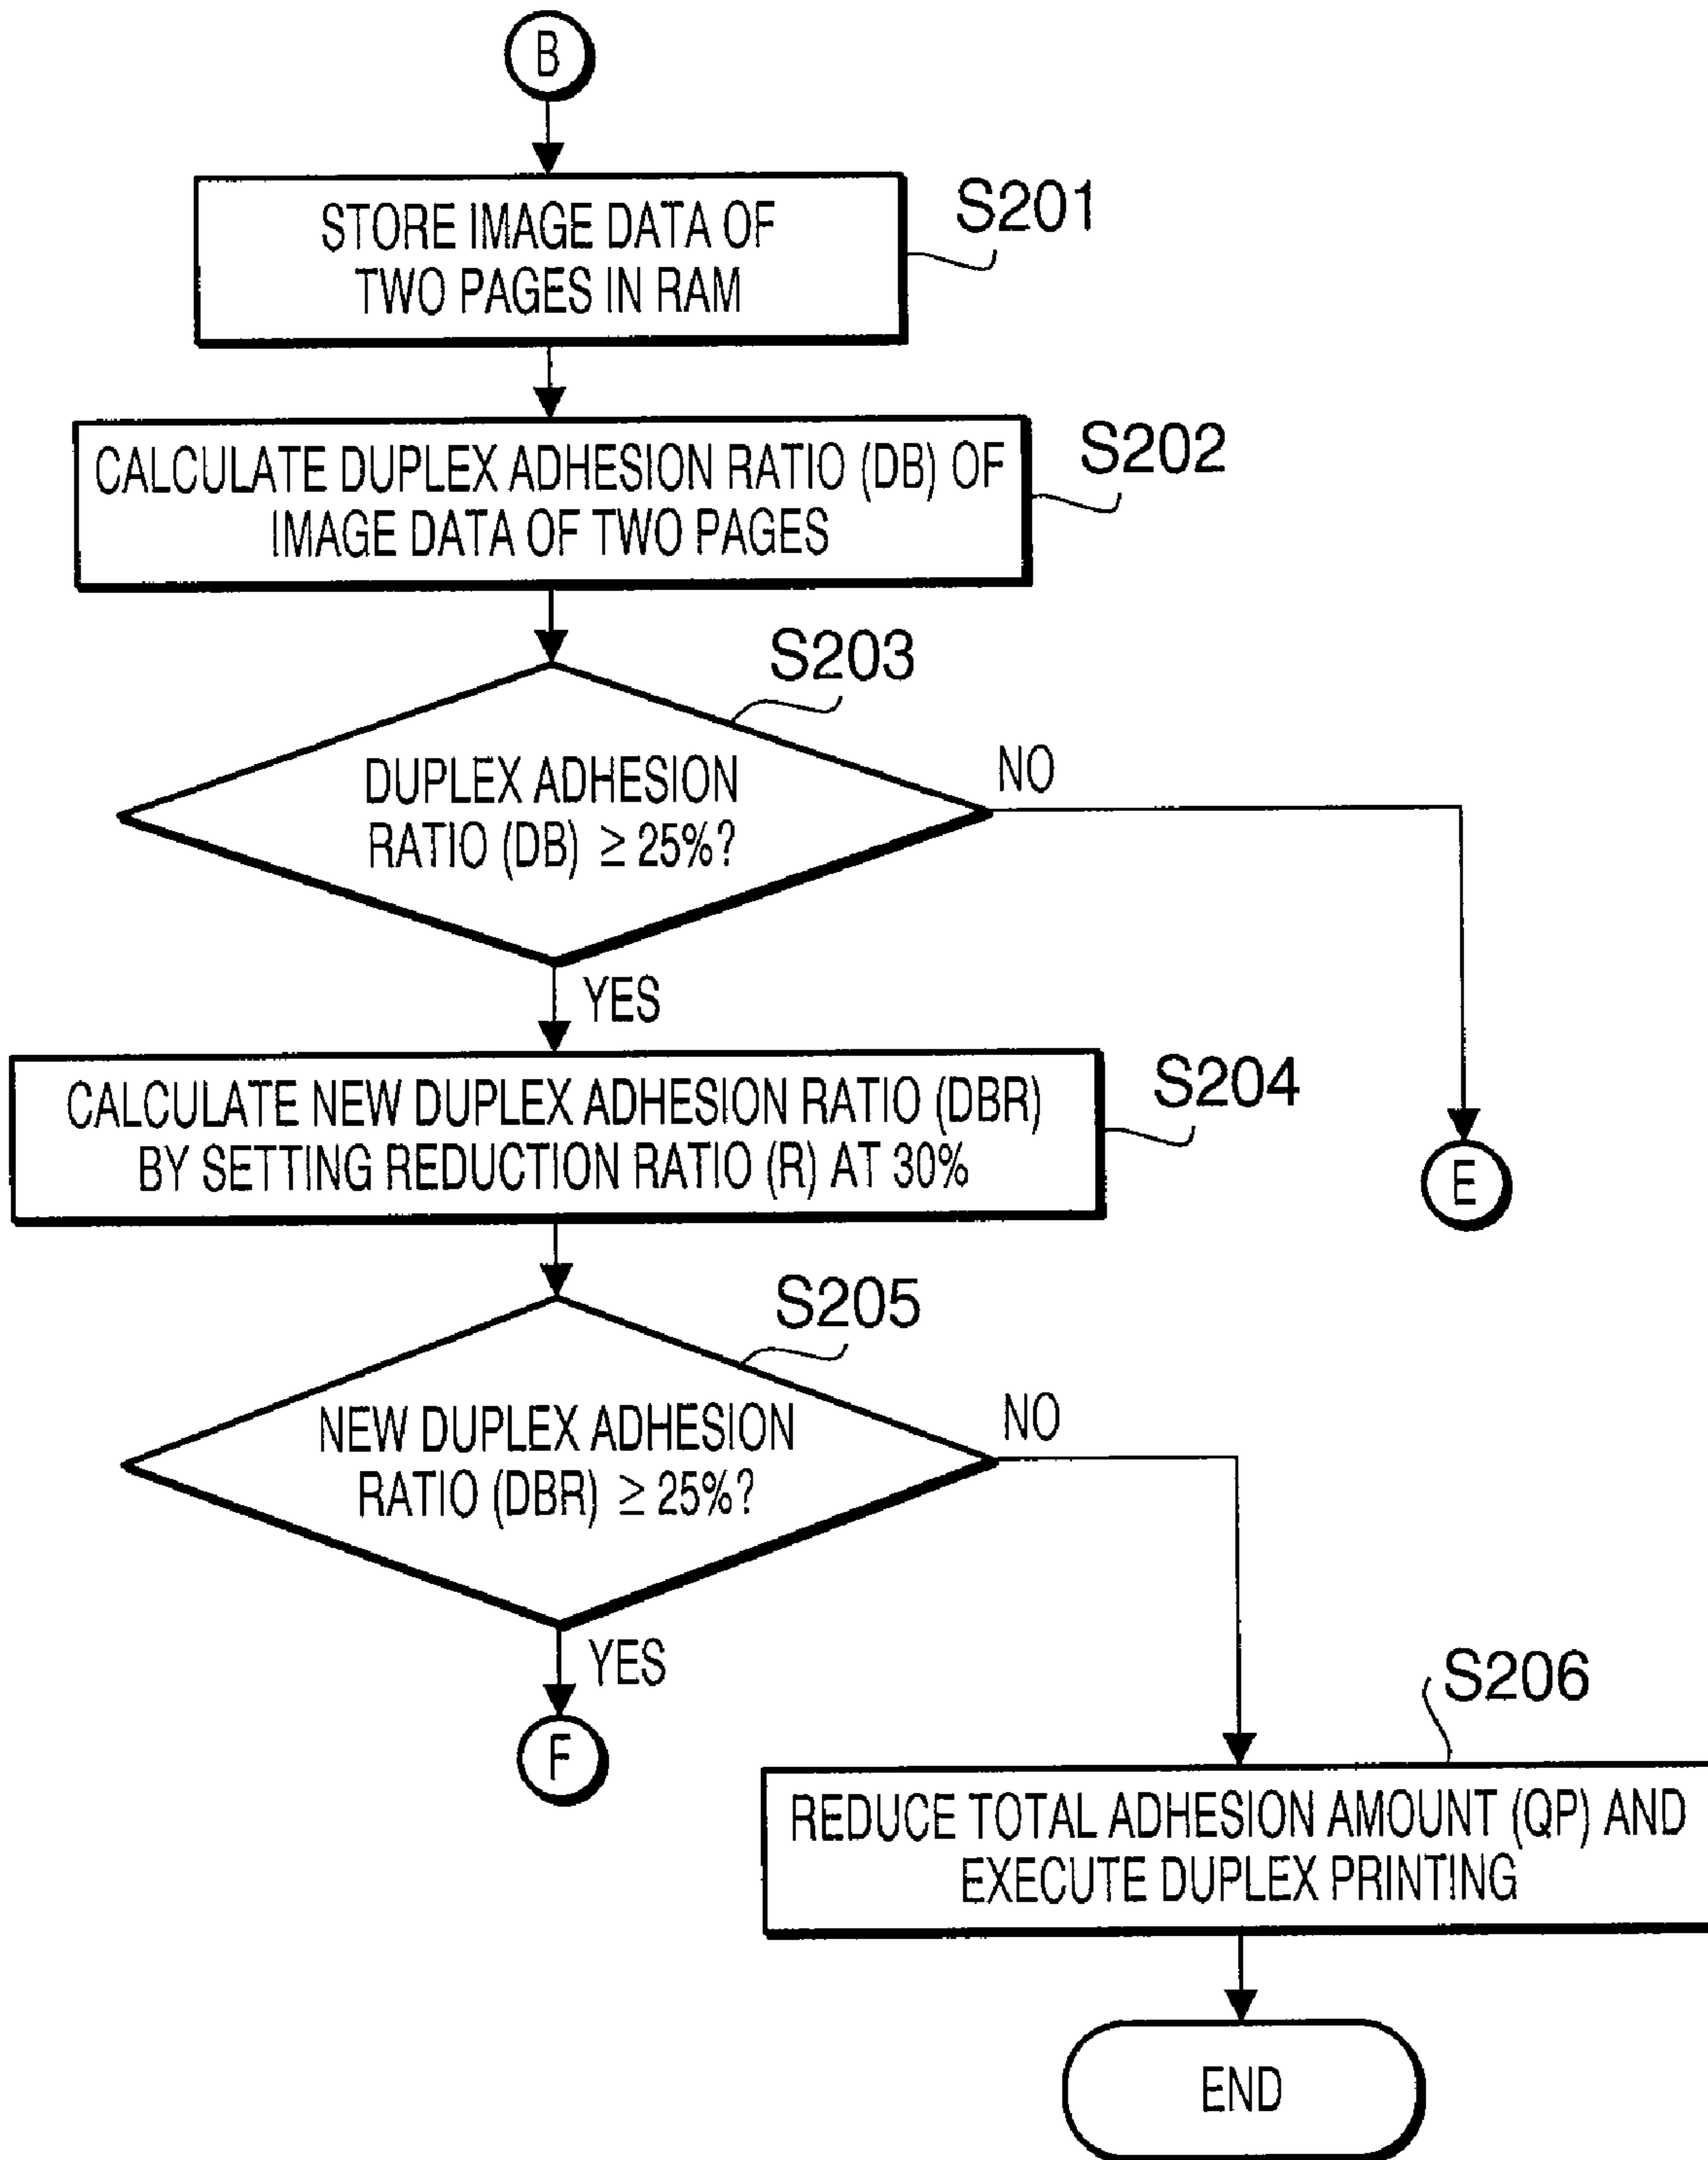 B
STORE IMAGE DATA OF
TWO PAGES IN RAM
S201
CALCULATE DUPLEX ADHESION RATIO (DB) OF
IMAGE DATA OF TWO PAGES
S202
S203
DUPLEX ADHESION
RATIO (DB) ≥ 25%?
NO
YES
E
CALCULATE NEW DUPLEX ADHESION RATIO (DBR)
BY SETTING REDUCTION RATIO (R) AT 30%
S204
S205
NEW DUPLEX ADHESION
RATIO (DBR) ≥ 25%?
NO
YES
F
S206
REDUCE TOTAL ADHESION AMOUNT (QP) AND
EXECUTE DUPLEX PRINTING
END